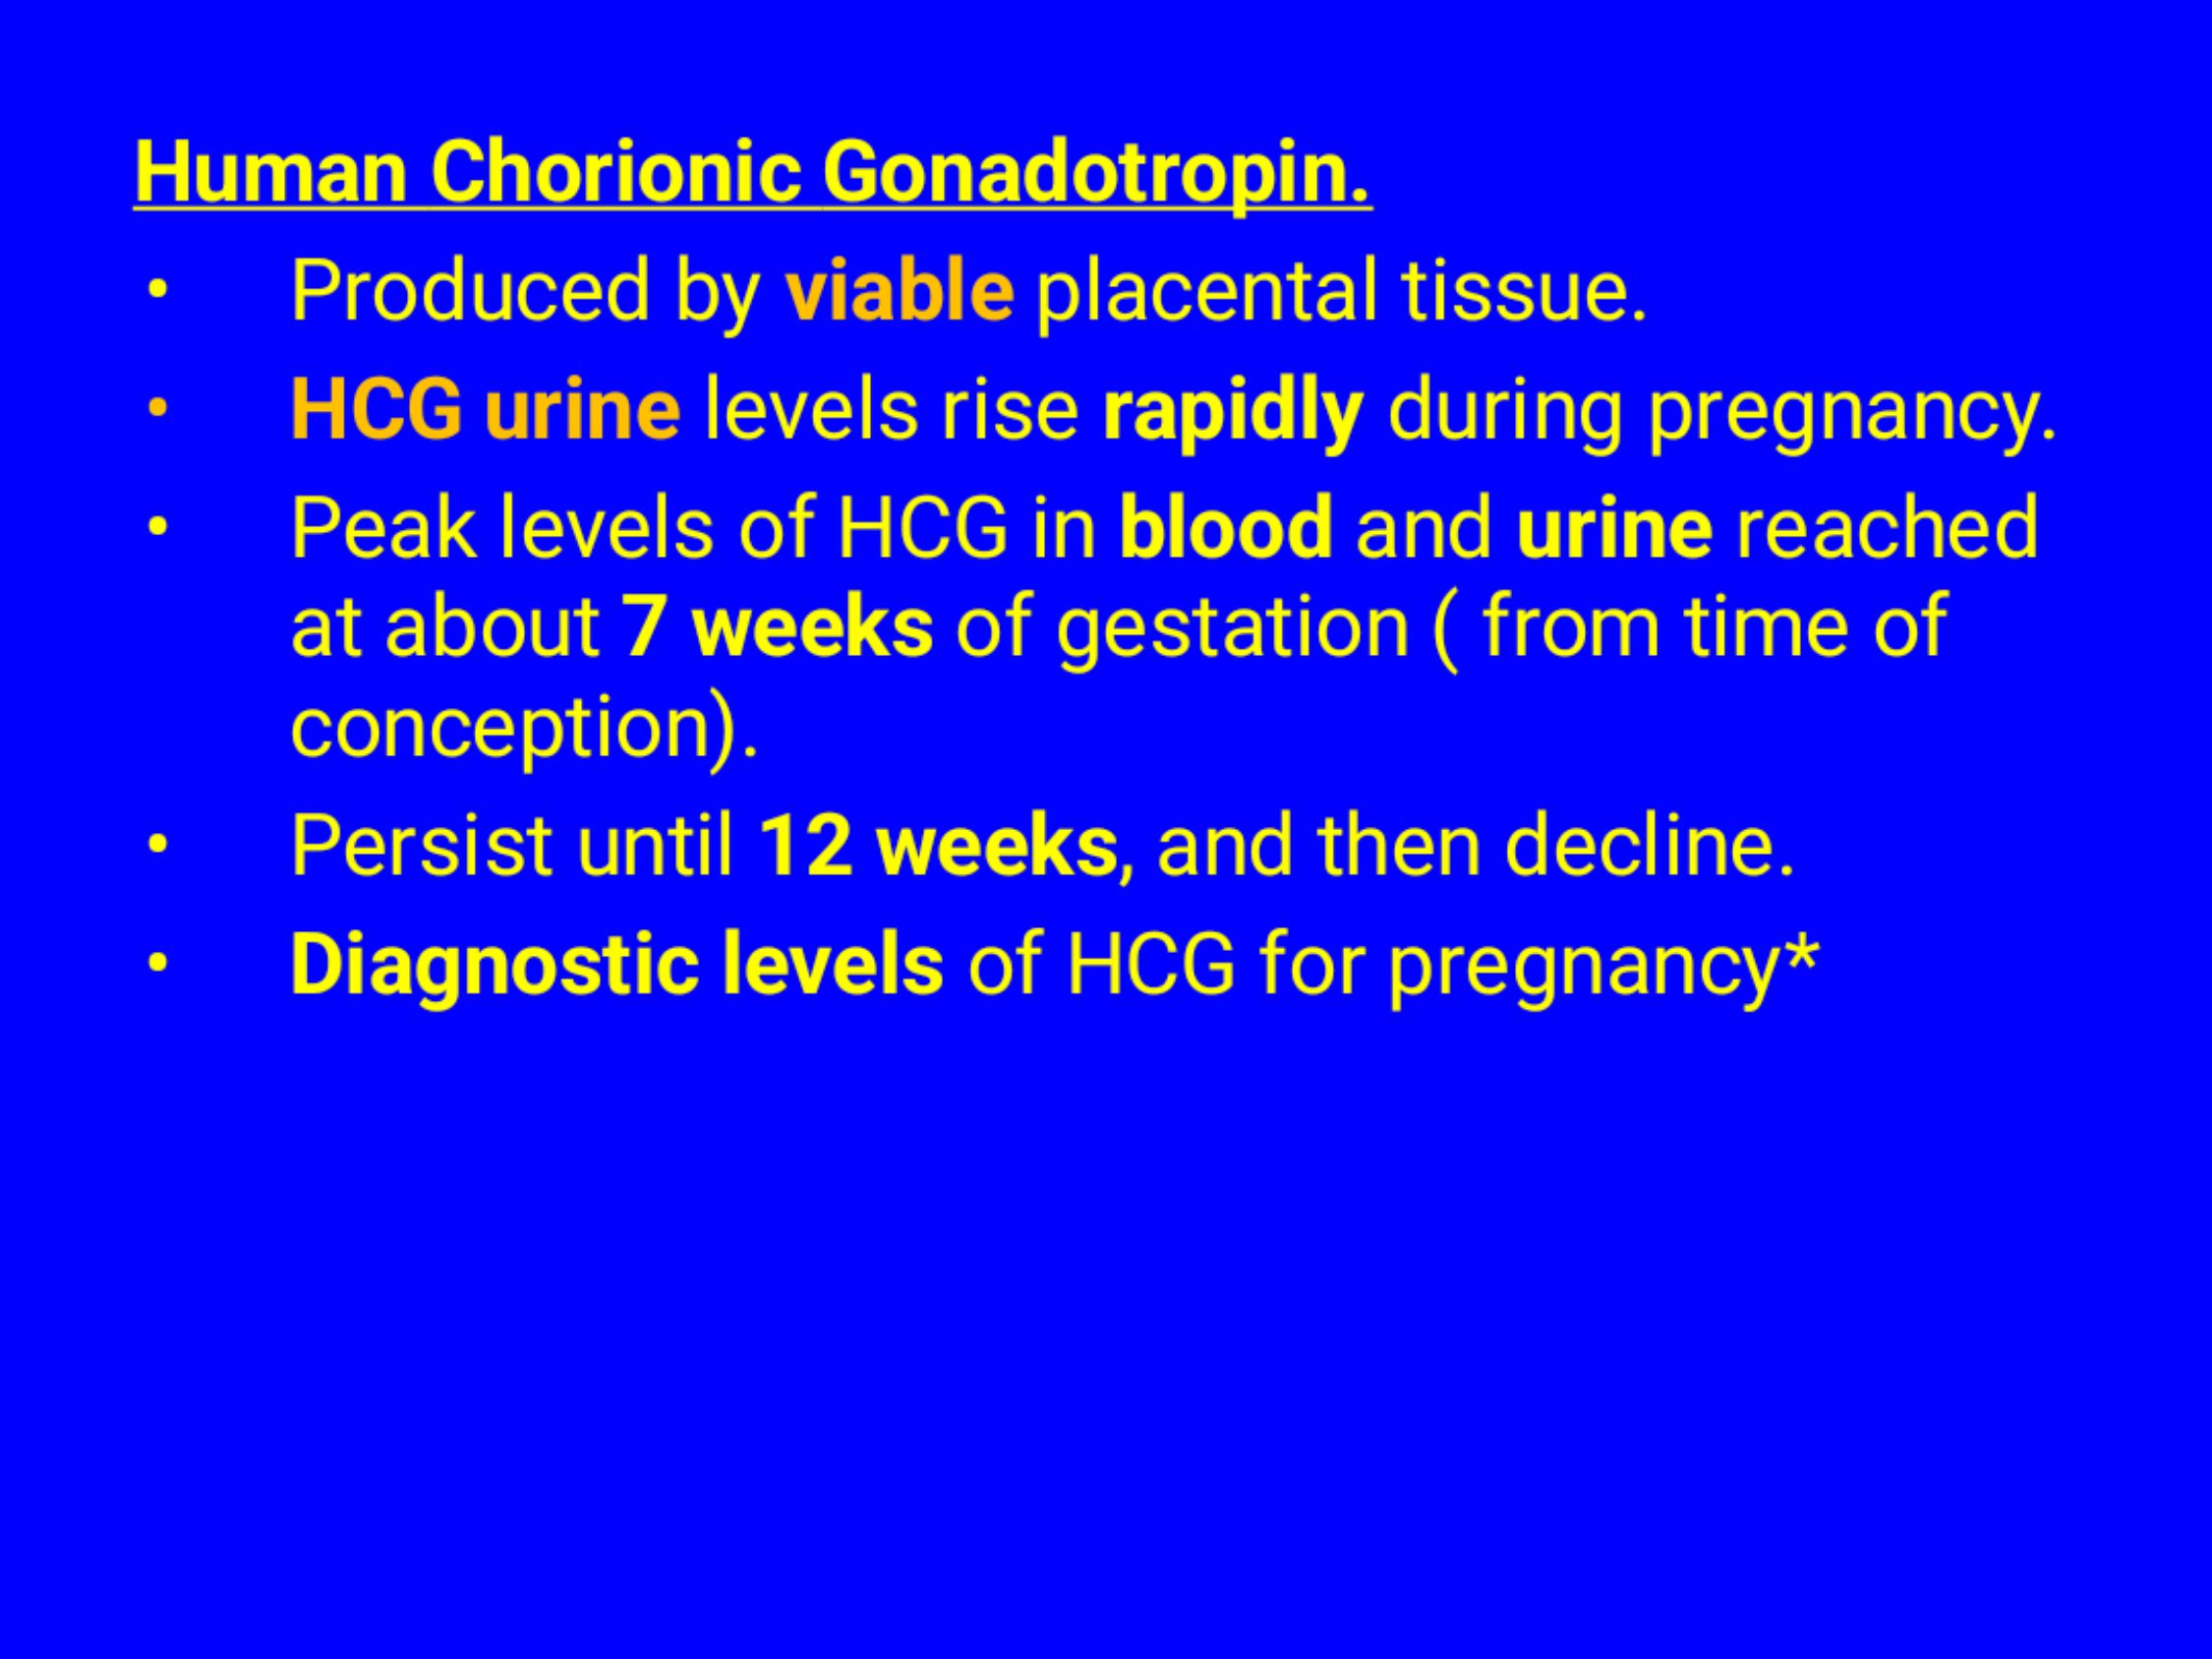 Human Chorionic Gonadotropin.
• Produced by viable placental tissue.
• HCG urine levels rise rapidly during pregnancy.
• Peak levels of HCG in blood and urine reached
at about 7 weeks of gestation ( from time of
conception).
• Persist until 12 weeks, and then decline.
• Diagnostic levels of HCG for pregnancy*